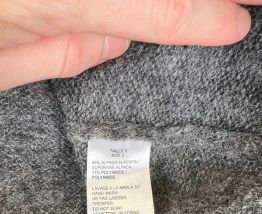 TAILLE S
SIZE S
89% ALPAGA SUPERFIN /
SUPERFINE ALPACA
11% POLYAMIDE /
POLYAMIDE
LAVAGE A LA MAIN A 30°
HAND WASH
NE PAS LAISSER
TREMPER
DO NOT SOAK